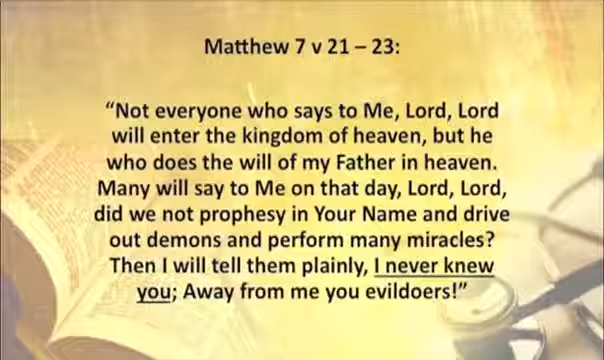 Matthew 7 v 21 – 23:
“Not everyone who says to Me, Lord, Lord
will enter the kingdom of heaven, but he
who does the will of my Father in heaven.
Many will say to Me on that day, Lord, Lord,
did we not prophesy in Your Name and drive
out demons and perform many miracles?
Then I will tell them plainly, I never knew
you; Away from me you evildoers!”